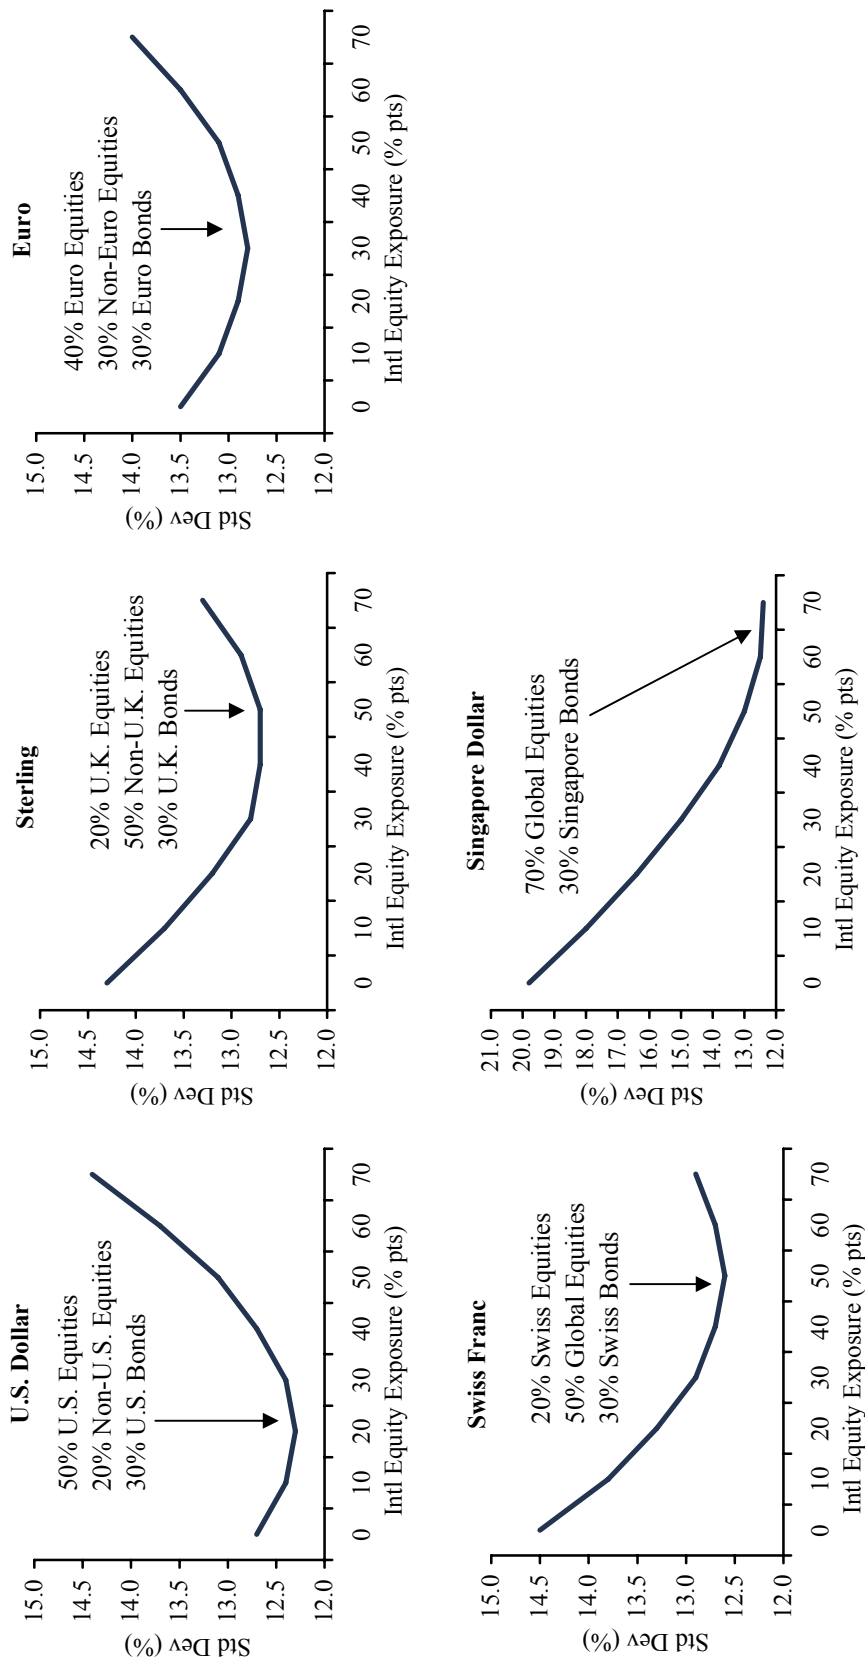 U.S. Dollar
15.0
14.5
14.0
13.5
13.0
12.5
12.0
Std Dev (%)
50% U.S. Equities
20% Non-U.S. Equities
30% U.S. Bonds
0 10 20 30 40 50 60 70
Intl Equity Exposure (% pts)
Sterling
15.0
14.5
14.0
13.5
13.0
12.5
12.0
Std Dev (%)
20% U.K. Equities
50% Non-U.K. Equities
30% U.K. Bonds
0 10 20 30 40 50 60 70
Intl Equity Exposure (% pts)
Euro
15.0
14.5
14.0
13.5
13.0
12.5
12.0
Std Dev (%)
40% Euro Equities
30% Non-Euro Equities
30% Euro Bonds
0 10 20 30 40 50 60 70
Intl Equity Exposure (% pts)
Swiss Franc
15.0
14.5
14.0
13.5
13.0
12.5
12.0
Std Dev (%)
20% Swiss Equities
50% Global Equities
30% Swiss Bonds
0 10 20 30 40 50 60 70
Intl Equity Exposure (% pts)
Singapore Dollar
21.0
20.0
18.0
17.0
16.0
15.0
14.0
13.0
12.0
Std Dev (%)
70% Global Equities
30% Singapore Bonds
0 10 20 30 40 50 60 70
Intl Equity Exposure (% pts)